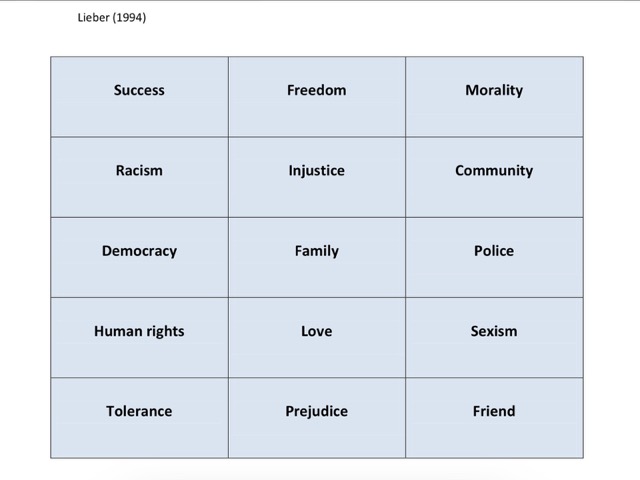 Lieber (1994)
Success Freedom Morality
Racism Injustice Community
Democracy Family Police
Human rights Love Sexism
Tolerance Prejudice Friend